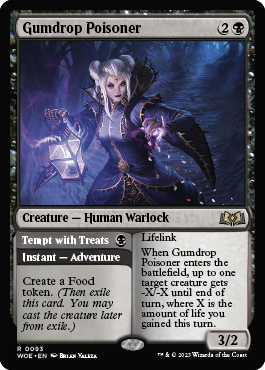 Gumdrop Poisoner 2
Creature — Human Warlock
Tempt with Treats
Instant — Adventure
Create a Food
token. (Then exile
this card. You may
cast the creature
later from exile.)
Lifelink
When Gumdrop
Poisoner enters the
battlefield, up to one
target creature gets
-X/-X until end of
turn, where X is the
amount of life you
gained this turn.
3/2
R 0093
WOE • EN Brian Valeza
™ & © 2023 Wizards of the Coast